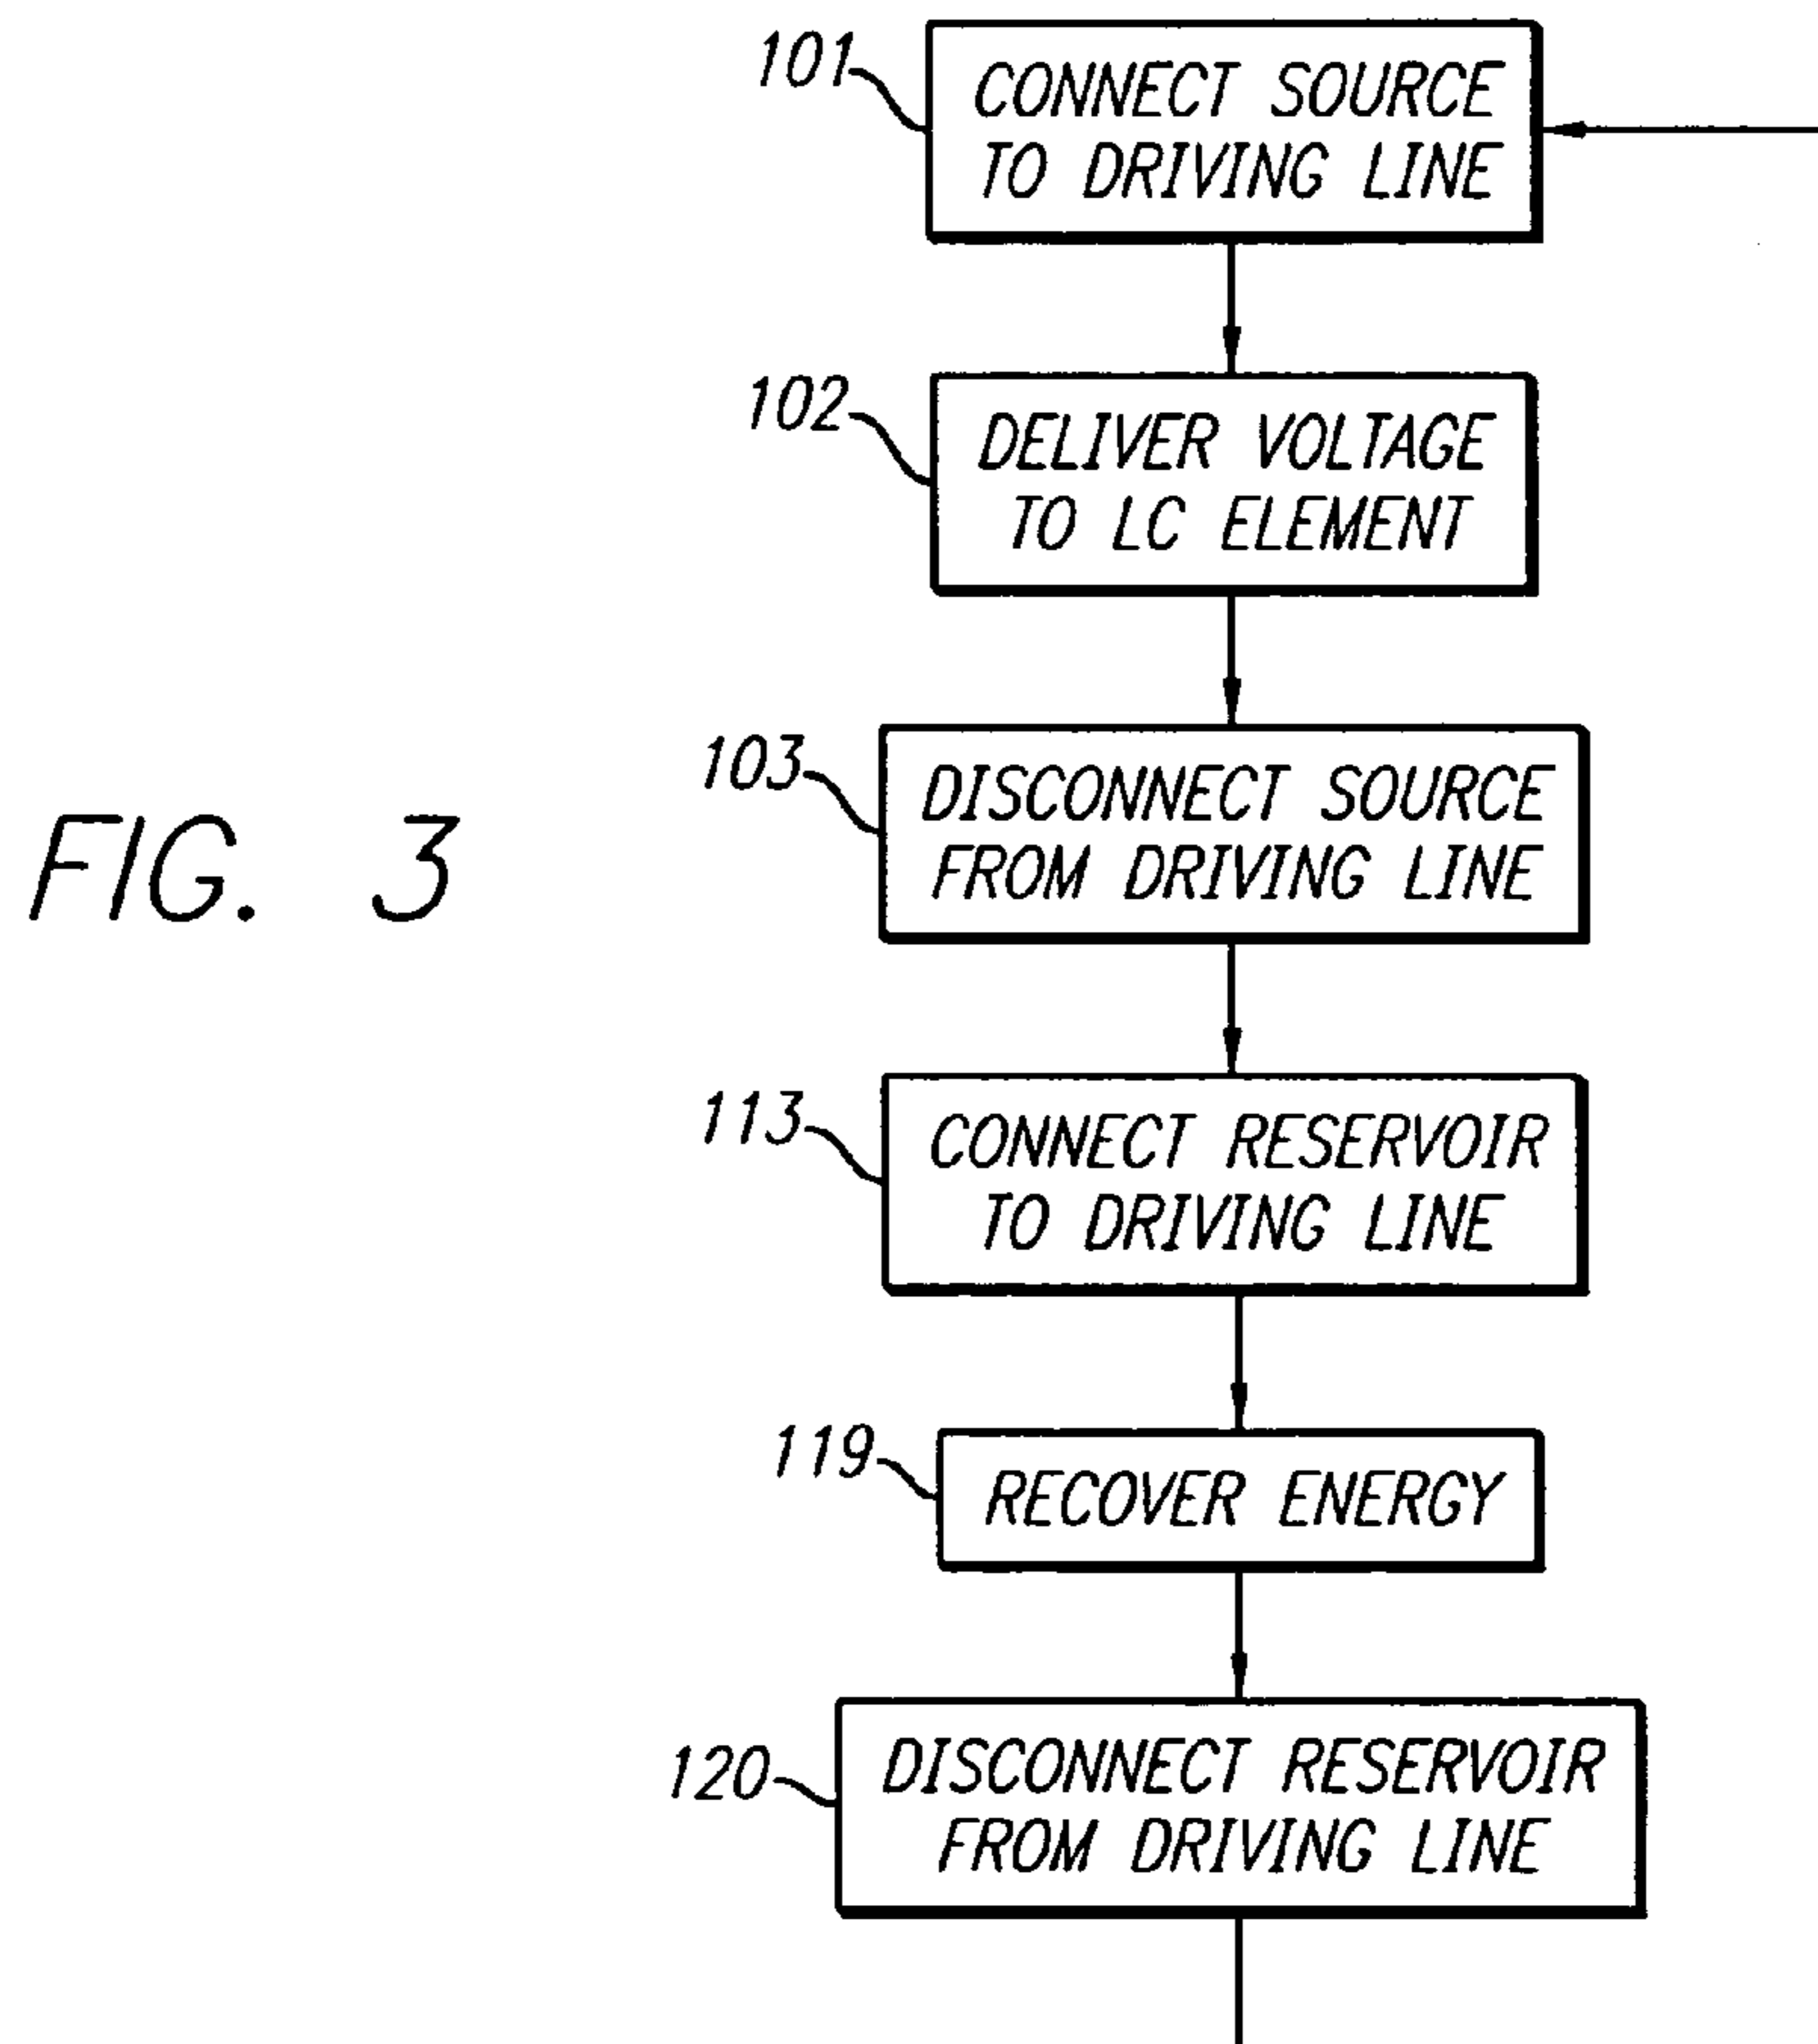 101
CONNECT SOURCE
TO DRIVING LINE
102
DELIVER VOLTAGE
TO LC ELEMENT
103
DISCONNECT SOURCE
FROM DRIVING LINE
FIG. 3
113
CONNECT RESERVOIR
TO DRIVING LINE
119
RECOVER ENERGY
120
DISCONNECT RESERVOIR
FROM DRIVING LINE